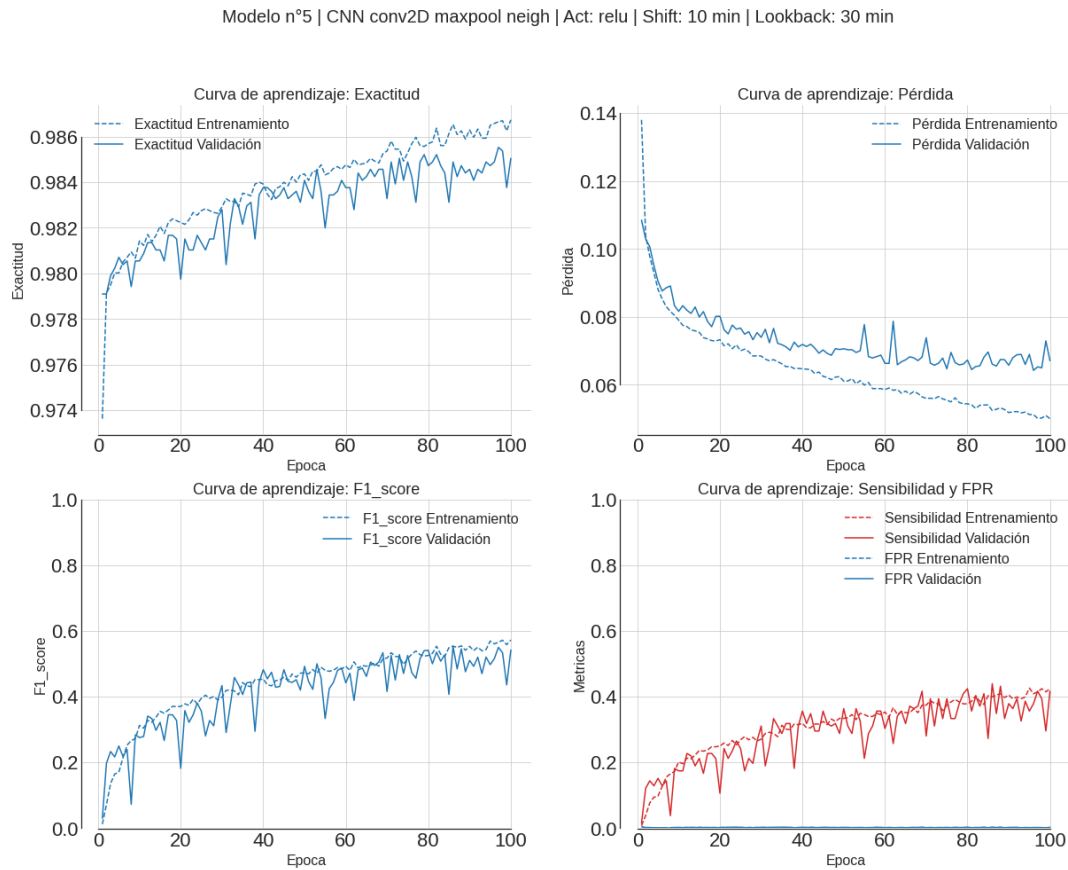 Modelo n°5 | CNN conv2D maxpool neigh | Act: relu | Shift: 10 min | Lookback: 30 min
Curva de aprendizaje: Exactitud
Exactitud Entrenamiento
Exactitud Validación
0.986
0.984
0.982
0.980
0.978
0.976
0.974
Exactitud
0 20 40 60 80 100
Epoca
Curva de aprendizaje: Pérdida
Pérdida Entrenamiento
Pérdida Validación
0.14
0.12
0.10
0.08
0.06
Pérdida
0 20 40 60 80 100
Epoca
Curva de aprendizaje: F1_score
F1_score Entrenamiento
F1_score Validación
1.0
0.8
0.6
0.4
0.2
0.0
F1_score
0 20 40 60 80 100
Epoca
Curva de aprendizaje: Sensibilidad y FPR
Sensibilidad Entrenamiento
Sensibilidad Validación
FPR Entrenamiento
FPR Validación
1.0
0.8
0.6
0.4
0.2
0.0
Metricas
0 20 40 60 80 100
Epoca